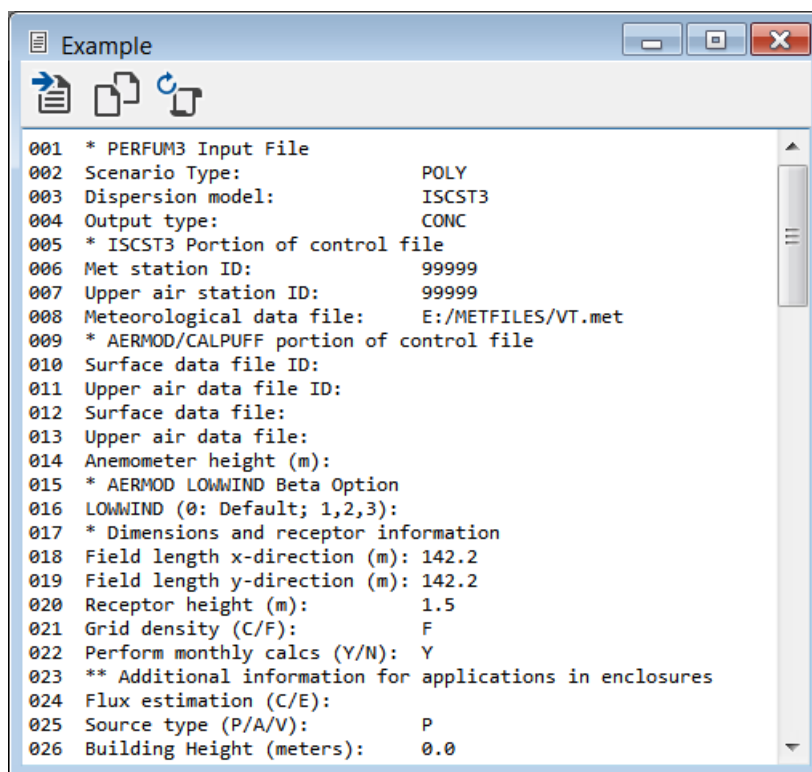 Example
001 * PERFUM3 Input File
002 Scenario Type: POLY
003 Dispersion model: ISCST3
004 Output type: CONC
005 * ISCST3 Portion of control file
006 Met station ID: 99999
007 Upper air station ID: 99999
008 Meteorological data file: E:/METFILES/VT.met
009 * AERMOD/CALPUFF portion of control file
010 Surface data file ID:
011 Upper air data file ID:
012 Surface data file:
013 Upper air data file:
014 Anemometer height (m):
015 * AERMOD LOWWIND Beta Option
016 LOWWIND (0: Default; 1,2,3):
017 * Dimensions and receptor information
018 Field length x-direction (m): 142.2
019 Field length y-direction (m): 142.2
020 Receptor height (m): 1.5
021 Grid density (C/F): F
022 Perform monthly calcs (Y/N): Y
023 ** Additional information for applications in enclosures
024 Flux estimation (C/E):
025 Source type (P/A/V): P
026 Building Height (meters): 0.0